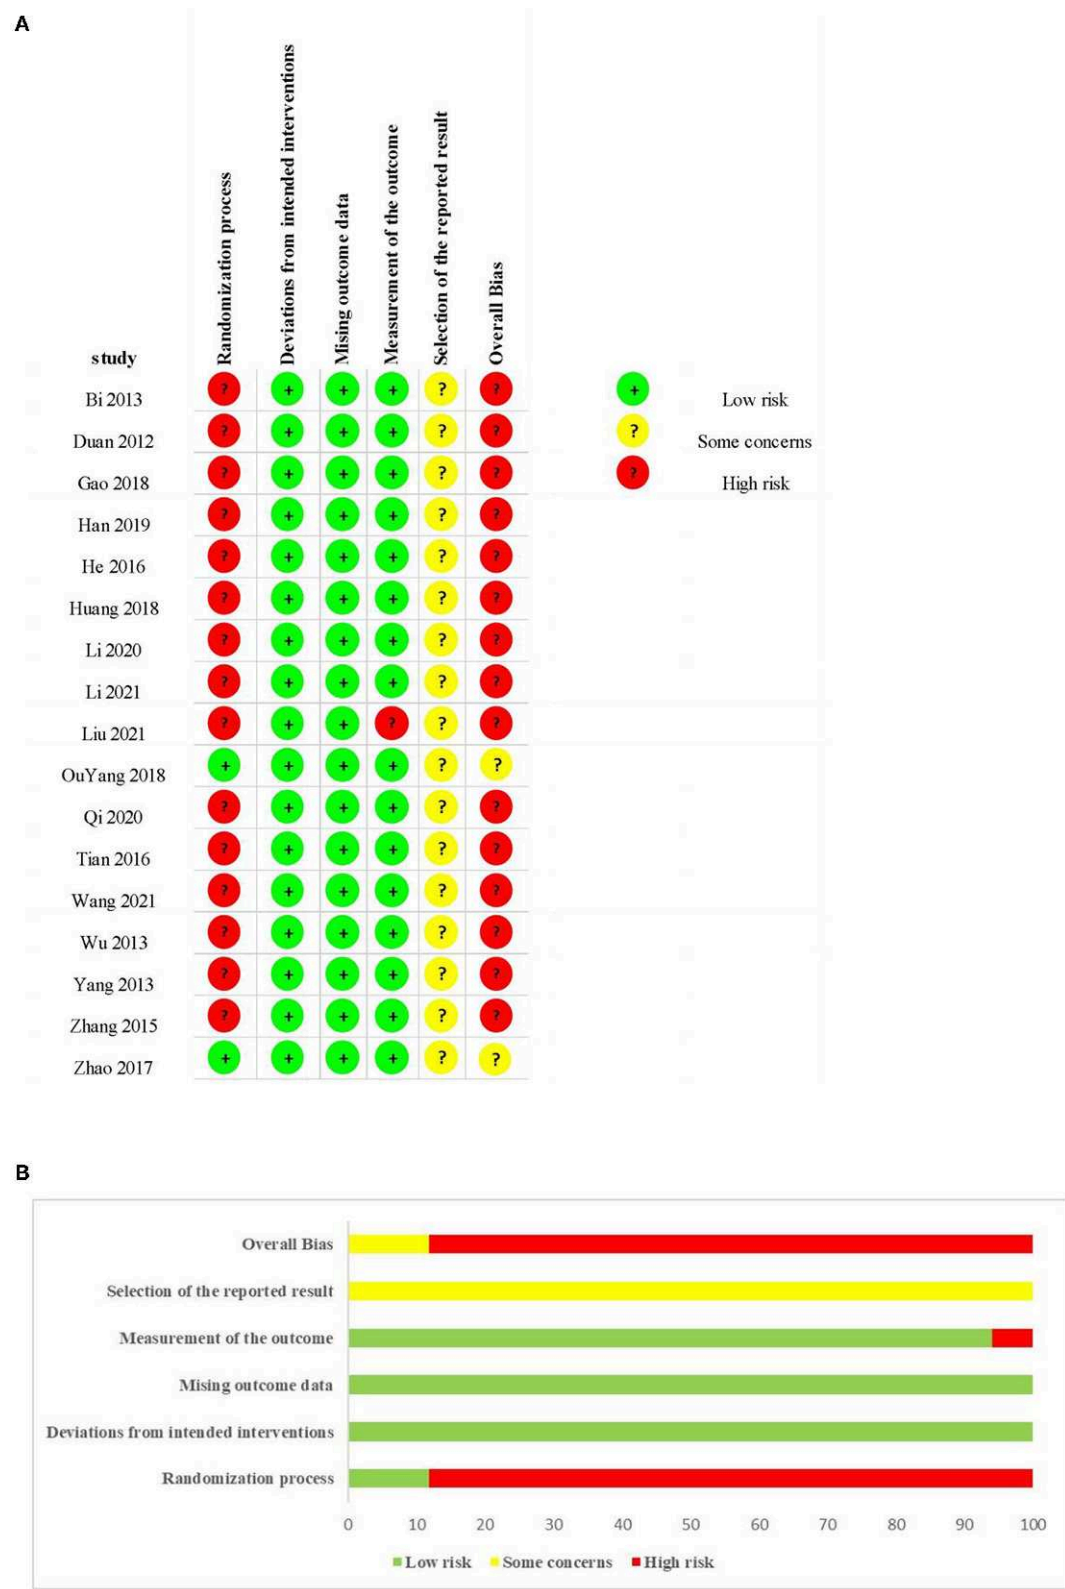 A
Randomization process
Deviations from intended interventions
Mising outcome data
Measurement of the outcome
Selection of the reported result
Overall Bias
study
Bi 2013 ? + + + ? ? + Low risk
Duan 2012 ? + + + ? ? ? Some concerns
Gao 2018 ? + + + ? ? ? High risk
Han 2019 ? + + + ? ?
He 2016 ? + + + ? ?
Huang 2018 ? + + + ? ?
Li 2020 ? + + + ? ?
Li 2021 ? + + + ? ?
Liu 2021 ? + + ? ? ?
OuYang 2018 + + + + ? ?
Qi 2020 ? + + + ? ?
Tian 2016 ? + + + ? ?
Wang 2021 ? + + + ? ?
Wu 2013 ? + + + ? ?
Yang 2013 ? + + + ? ?
Zhang 2015 ? + + + ? ?
Zhao 2017 + + + + ? ?
B
Overall Bias
Selection of the reported result
Measurement of the outcome
Mising outcome data
Deviations from intended interventions
Randomization process
0 10 20 30 40 50 60 70 80 90 100
Low risk Some concerns High risk